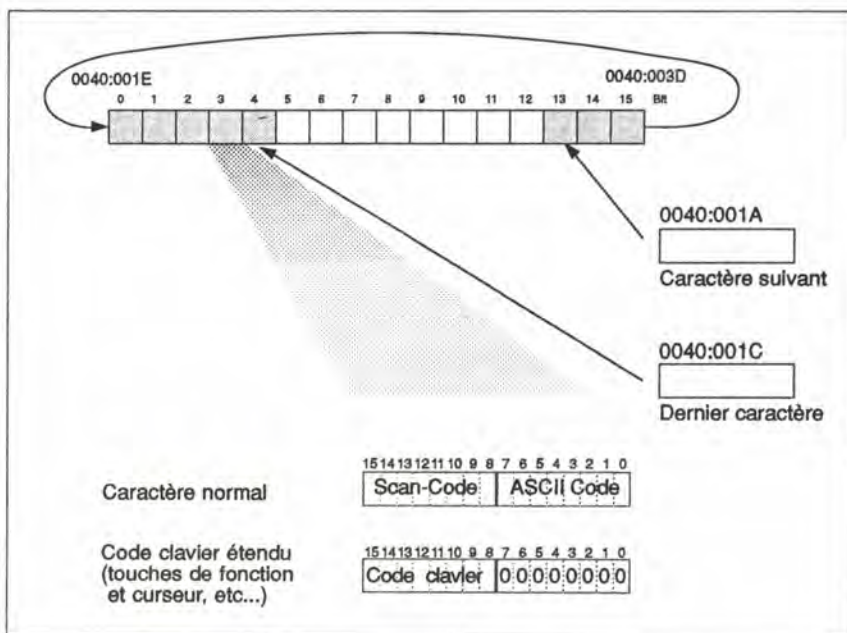 0040:001E
0040:003D
0 1 2 3 4 5 6 7 8 9 10 11 12 13 14 15 Bit
0040:001A
Caractère suivant
0040:001C
Dernier caractère
15 14 13 12 11 10 9 8 7 6 5 4 3 2 1 0
Caractère normal
Scan-Code ASCII Code
Code clavier étendu
(touches de fonction
et curseur, etc...)
15 14 13 12 11 10 9 8 7 6 5 4 3 2 1 0
Code clavier 0 0 0 0 0 0 0 0